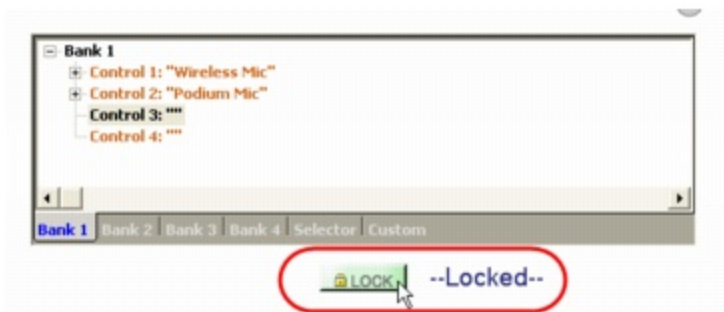 Bank 1
Control 1: "Wireless Mic"
Control 2: "Podium Mic"
Control 3: ""
Control 4: ""
Bank 1 Bank 2 Bank 3 Bank 4 Selector Custom
LOCK --Locked--